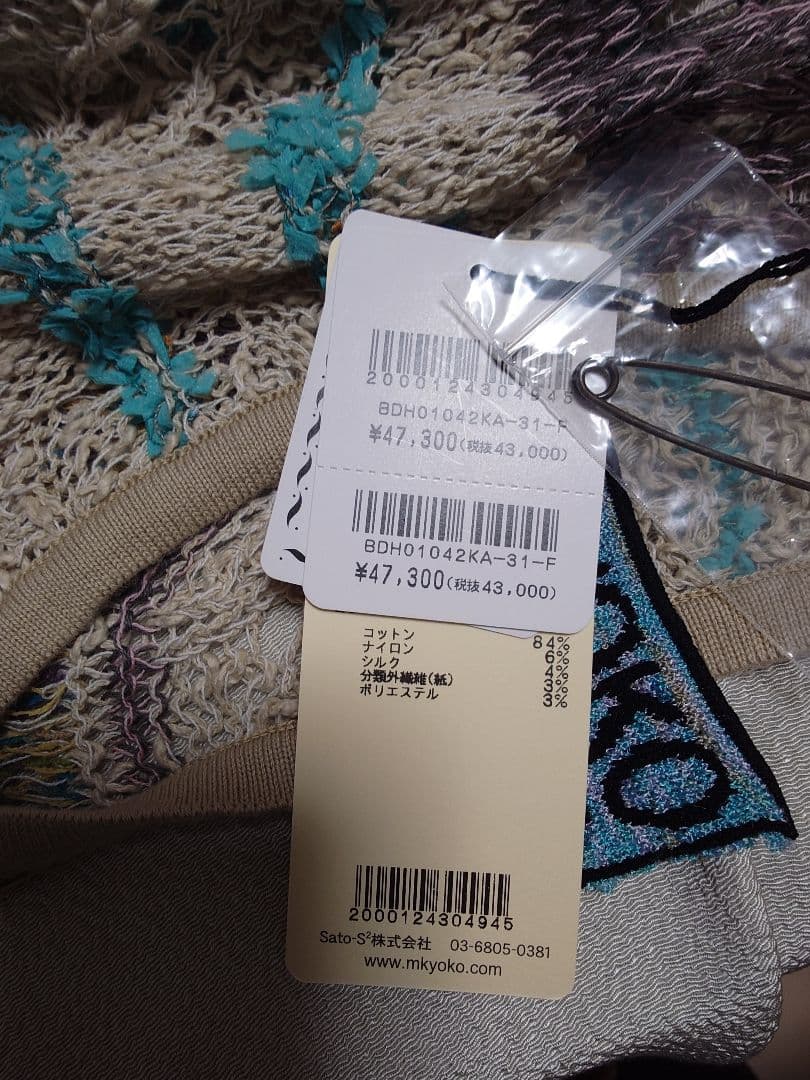 2000124304945
BDH01042KA-31-F
¥47,300(税抜43,000)
BDH01042KA-31-F
¥47,300(税抜43,000)
コットン 84%
ナイロン 6%
シルク 4%
分類外繊維(紙) 3%
ポリエステル 3%
2000124304945
Sato-S²株式会社 03-6805-0381
www.mkyoko.com